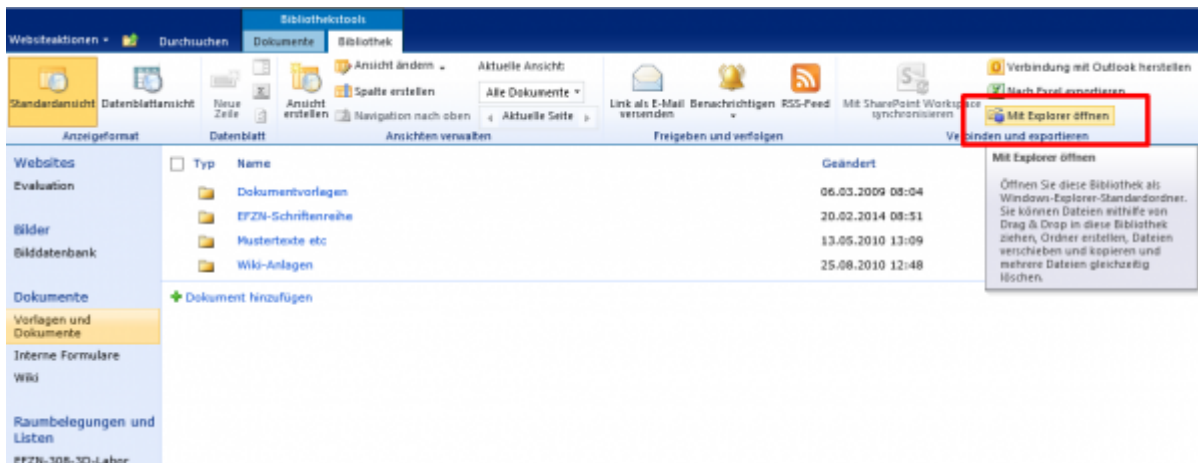 Bibliothekstools
Websiteaktionen Durchsuchen Dokumente Bibliothek
Standardansicht Datenblattansicht
Anzeigeformat
Neue Zeile
Datenblatt
Ansicht erstellen
Ansicht ändern
Spalte erstellen
Navigation nach oben
Aktuelle Ansicht:
Alle Dokumente
Aktuelle Seite
Ansichten verwalten
Link als E-Mail versenden
Benachrichtigen
RSS-Feed
Freigeben und verfolgen
Mit SharePoint Workspace
synchronisieren
Verbindung mit Outlook herstellen
Nach Excel exportieren
Mit Explorer öffnen
Verbinden und exportieren
Mit Explorer öffnen
Öffnen Sie diese Bibliothek als
Windows-Explorer-Standardordner.
Sie können Dateien mithilfe von
Drag & Drop in diese Bibliothek
ziehen, Ordner erstellen, Dateien
verschieben und kopieren und
mehrere Dateien gleichzeitig
löschen.
Websites
Evaluation
Bilder
Bilddatenbank
Dokumente
Vorlagen und
Dokumente
Interne Formulare
Wiki
Raumbelegungen und
Listen
EFZN-308-3D-Labor
Typ Name Geändert
Dokumentvorlagen 06.03.2009 08:04
EFZN-Schriftenreihe 20.02.2014 08:51
Mustertexte etc 13.05.2010 13:09
Wiki-Anlagen 25.08.2010 12:48
Dokument hinzufügen